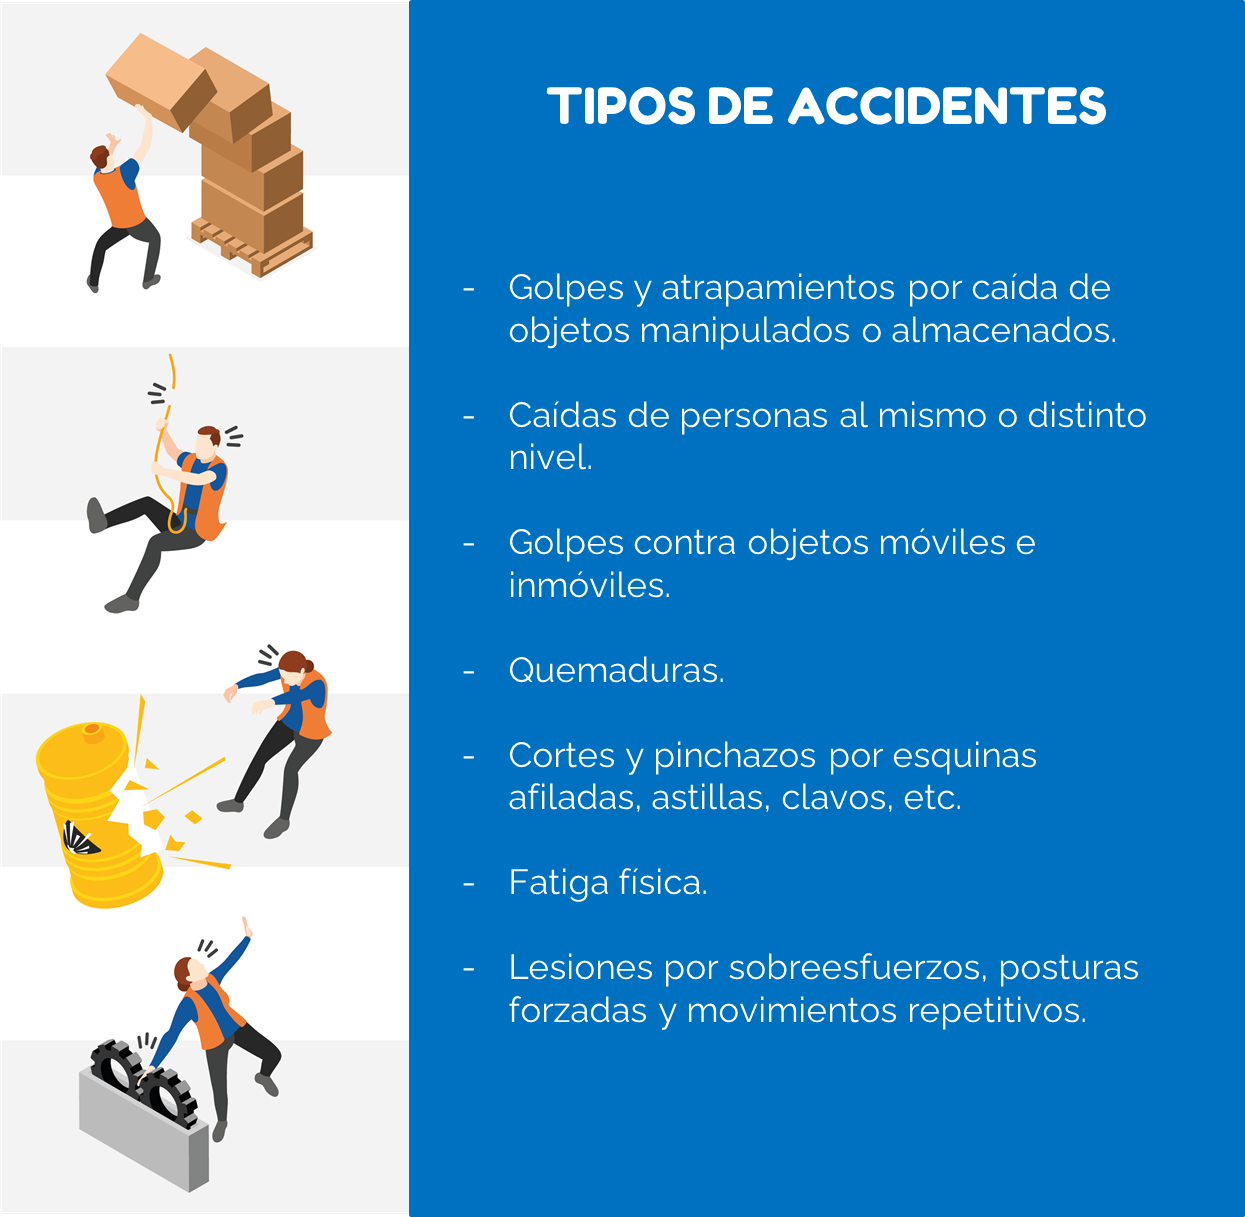 TIPOS DE ACCIDENTES
- Golpes y atrapamientos por caída de
objetos manipulados o almacenados.
- Caídas de personas al mismo o distinto
nivel.
- Golpes contra objetos móviles e
inmóviles.
- Quemaduras.
- Cortes y pinchazos por esquinas
afiladas, astillas, clavos, etc.
- Fatiga física.
- Lesiones por sobreesfuerzos, posturas
forzadas y movimientos repetitivos.